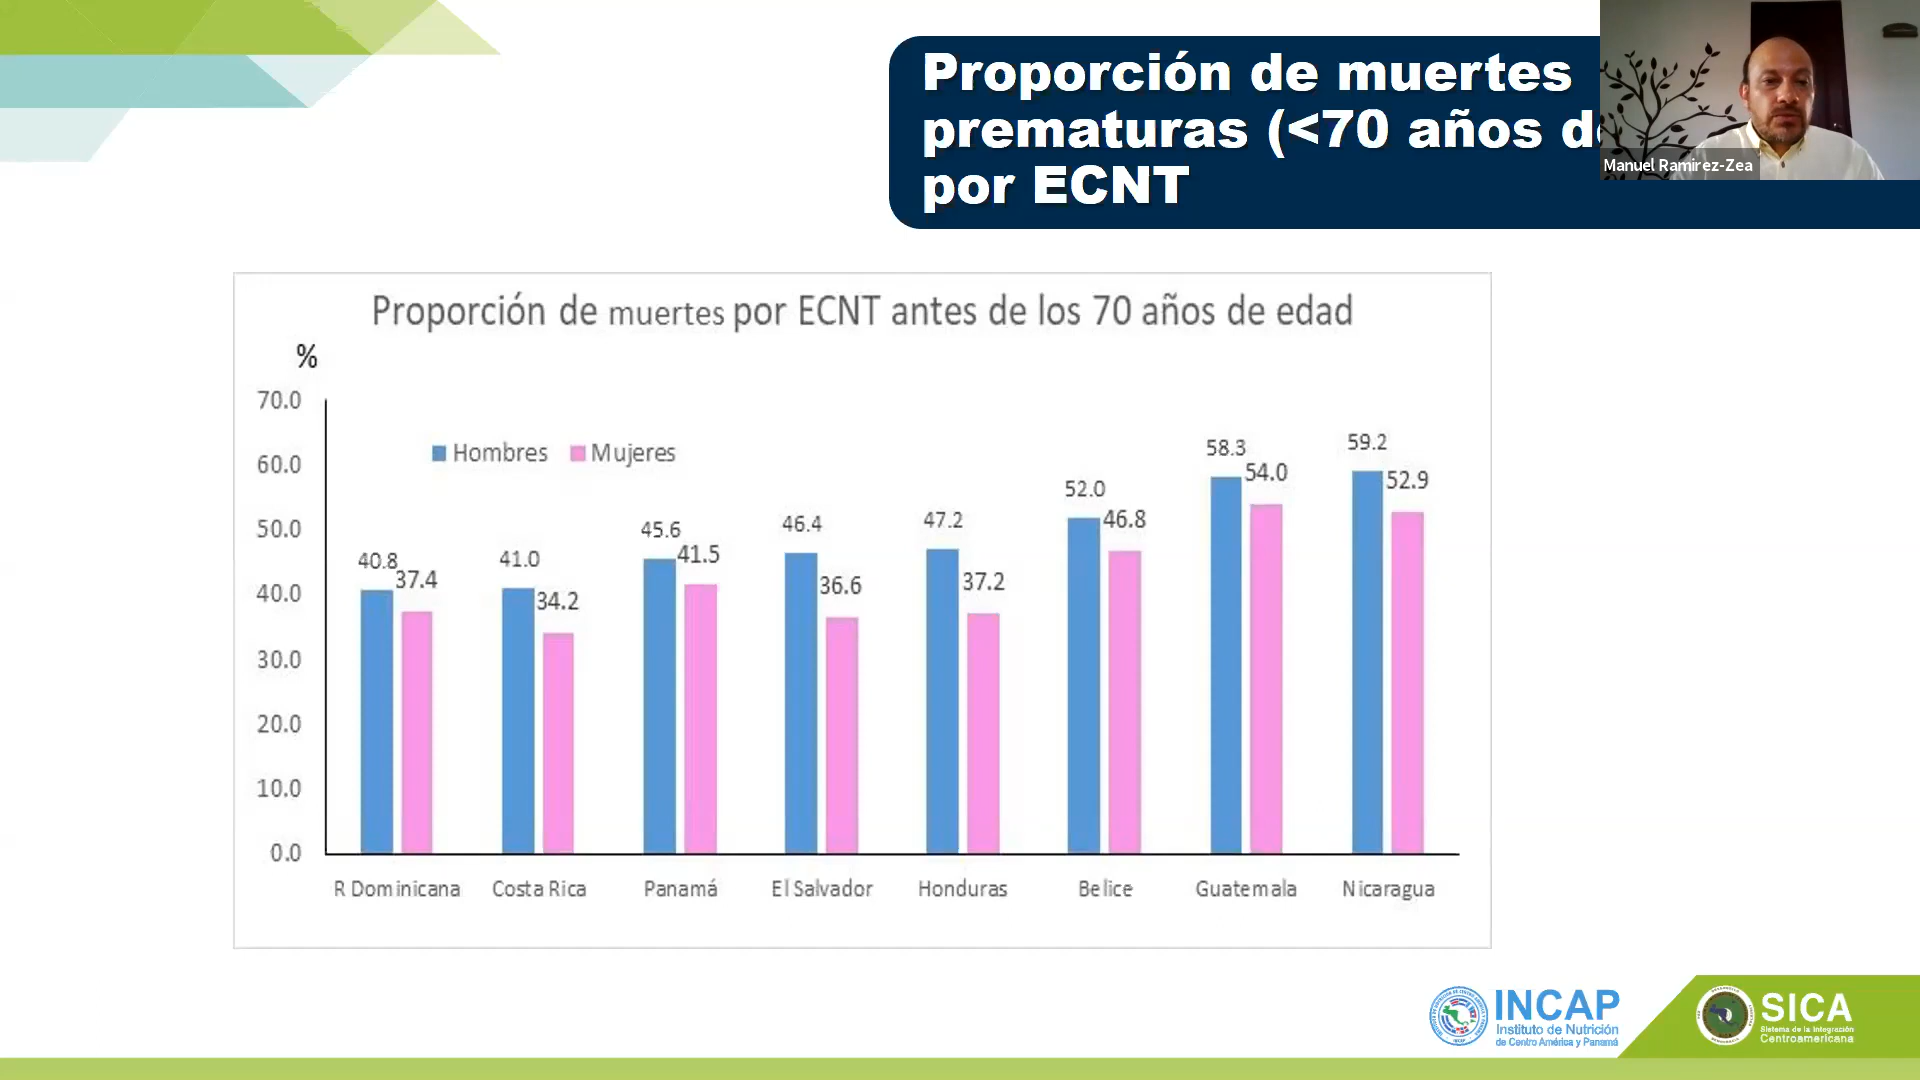 Proporción de muertes
prematuras (<70 años d
por ECNT
Manuel Ramirez-Zea
Proporción de muertes por ECNT antes de los 70 años de edad
%
70.0
60.0
50.0
40.0
30.0
20.0
10.0
0.0
Hombres Mujeres
40.8 37.4
41.0 34.2
45.6 41.5
46.4 36.6
47.2 37.2
52.0 46.8
58.3 54.0
59.2 52.9
R Dominicana Costa Rica Panamá El Salvador Honduras Belice Guatemala Nicaragua
INCAP
Instituto de Nutrición
de Centro América y Panamá
SICA
Sistema de la Integración
Centroamericana